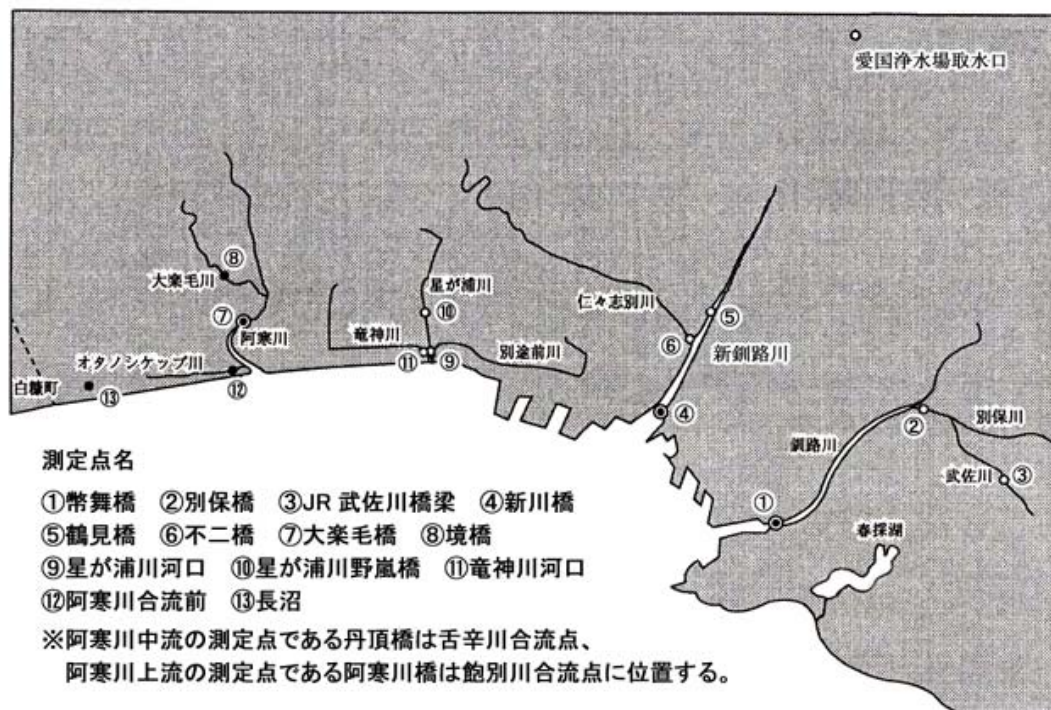 愛国浄水場取水口
⑧
大楽毛川
星が浦川
⑩
仁々志別川
⑤
⑦
阿寒川
竜神川
⑥
新釧路川
オタノシケップ川
⑪
⑨
別途前川
白糠町
⑬
⑫
④
②
別保川
釧路川
武佐川
③
①
春採湖
測定点名
①幣舞橋 ②別保橋 ③JR 武佐川橋梁 ④新川橋
⑤鶴見橋 ⑥不二橋 ⑦大楽毛橋 ⑧境橋
⑨星が浦川河口 ⑩星が浦川野嵐橋 ⑪竜神川河口
⑫阿寒川合流前 ⑬長沼
※阿寒川中流の測定点である丹頂橋は舌辛川合流点、
阿寒川上流の測定点である阿寒川橋は飽別川合流点に位置する。